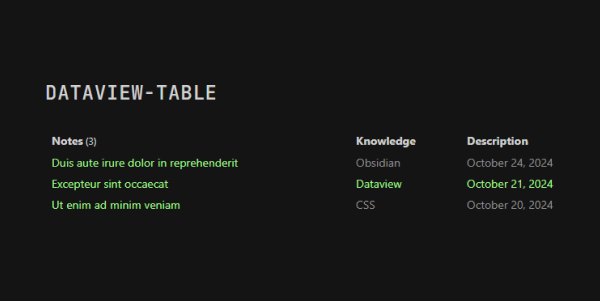 DATAVIEW-TABLE
Notes (3) Knowledge Description
Duis aute irure dolor in reprehenderit Obsidian October 24, 2024
Excepteur sint occaecat Dataview October 21, 2024
Ut enim ad minim veniam CSS October 20, 2024